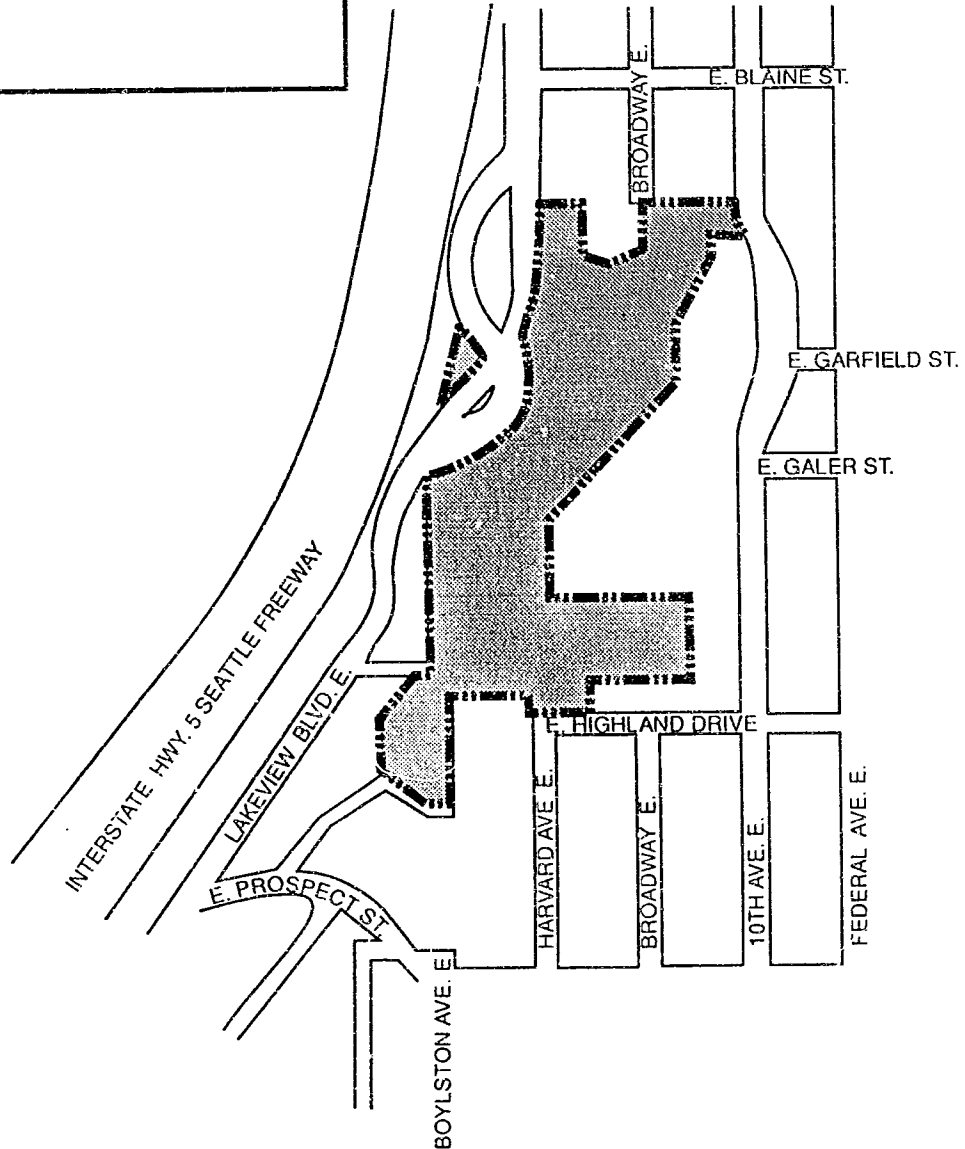 BROADWAY E.
E. BLAINE ST.
E. GARFIELD ST.
E. GALER ST.
INTERSTATE HWY. 5 SEATTLE FREEWAY
LAKEVIEW BLVD. E.
E. HIGHLAND DRIVE
E. PROSPECT ST.
HARVARD AVE E.
BROADWAY E.
10TH AVE. E.
FEDERAL AVE. E.
BOYLSTON AVE. E